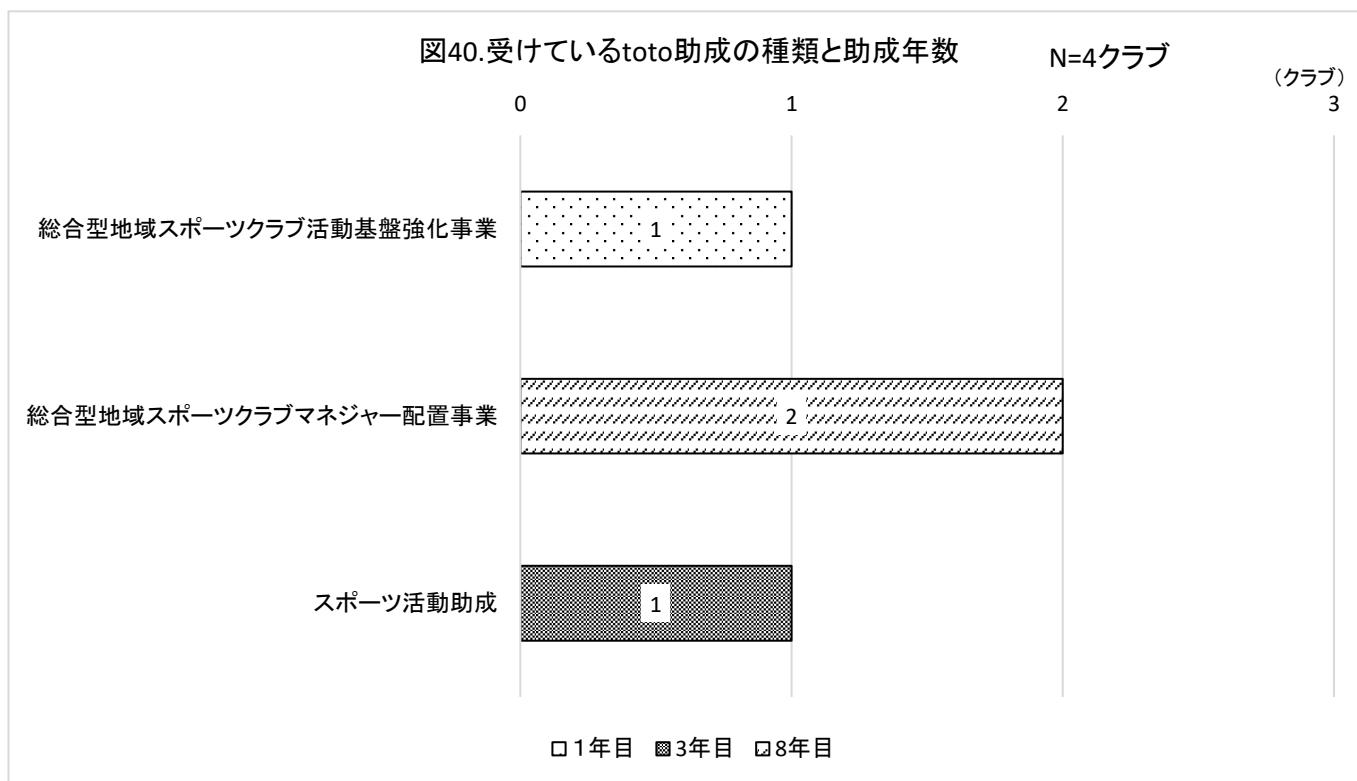 図40.受けているtoto助成の種類と助成年数 N=4クラブ
（クラブ）
0 1 2 3
総合型地域スポーツクラブ活動基盤強化事業 1
総合型地域スポーツクラブマネジャー配置事業 2
スポーツ活動助成 1
１年目 3年目 8年目